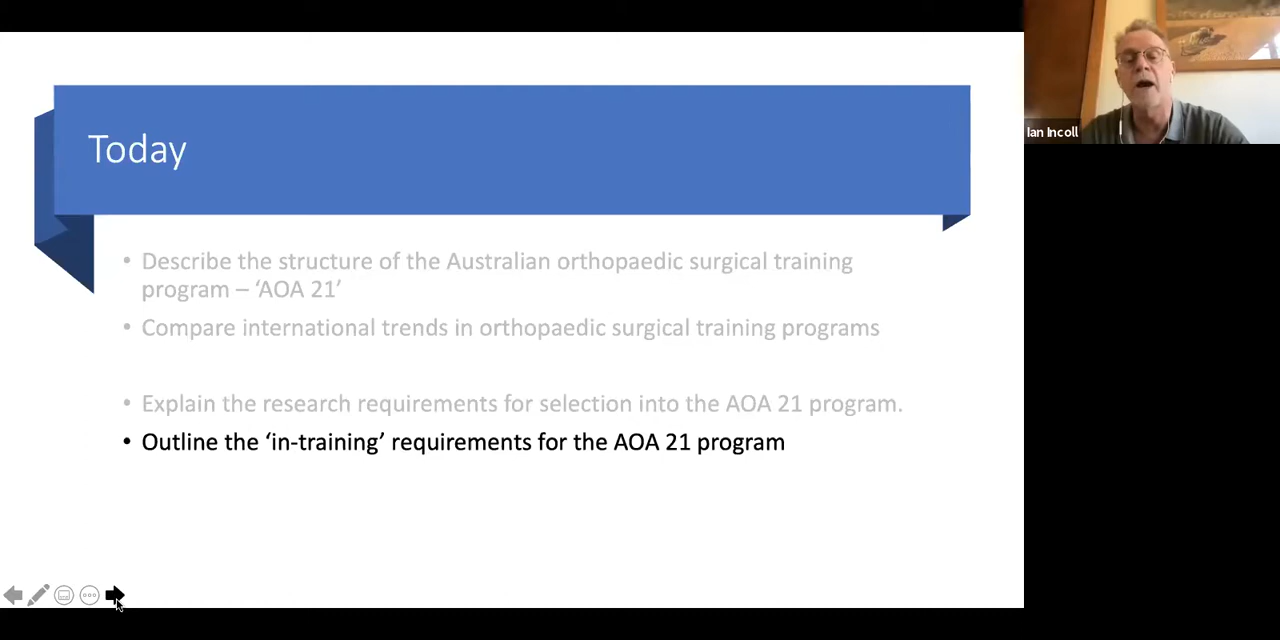 Today
• Describe the structure of the Australian orthopaedic surgical training
program – ‘AOA 21’
• Compare international trends in orthopaedic surgical training programs
• Explain the research requirements for selection into the AOA 21 program.
• Outline the ‘in-training’ requirements for the AOA 21 program
Ian Incoll